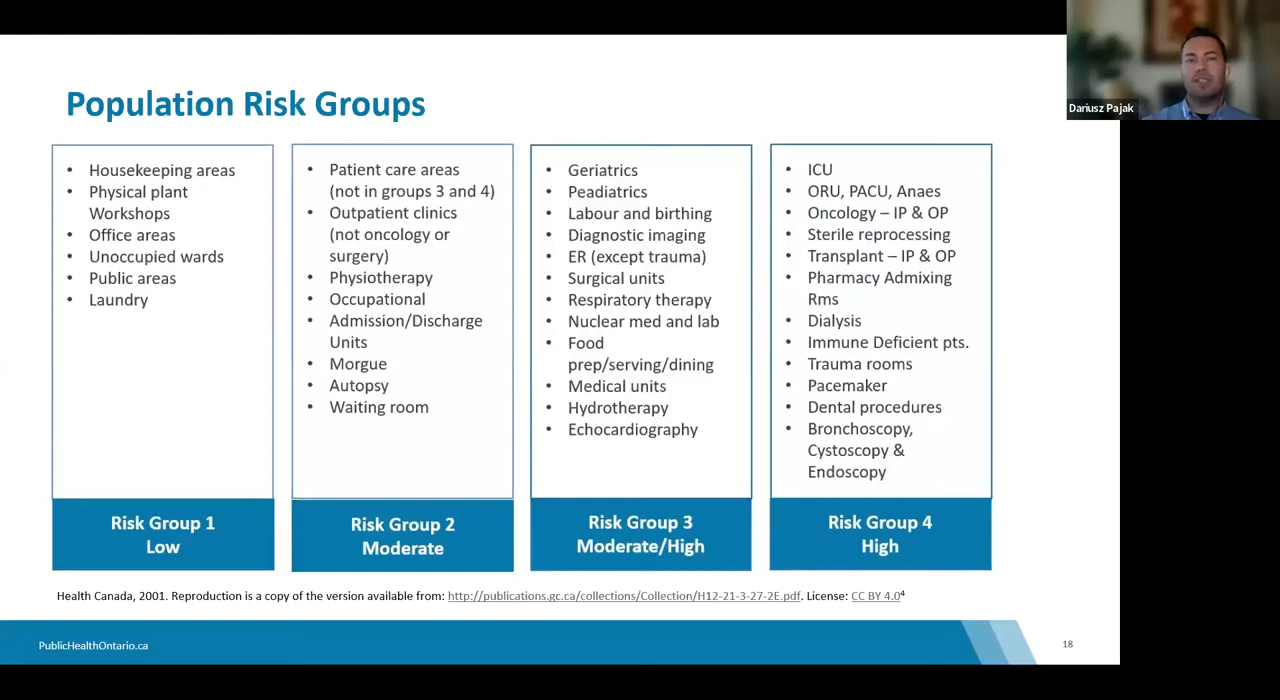 Dariusz Pajak
Population Risk Groups
• Housekeeping areas
• Physical plant
Workshops
• Office areas
• Unoccupied wards
• Public areas
• Laundry
Risk Group 1
Low
• Patient care areas
(not in groups 3 and 4)
• Outpatient clinics
(not oncology or
surgery)
• Physiotherapy
• Occupational
• Admission/Discharge
Units
• Morgue
• Autopsy
• Waiting room
Risk Group 2
Moderate
• Geriatrics
• Peadiatrics
• Labour and birthing
• Diagnostic imaging
• ER (except trauma)
• Surgical units
• Respiratory therapy
• Nuclear med and lab
• Food
prep/serving/dining
• Medical units
• Hydrotherapy
• Echocardiography
Risk Group 3
Moderate/High
• ICU
• ORU, PACU, Anaes
• Oncology – IP & OP
• Sterile reprocessing
• Transplant – IP & OP
• Pharmacy Admixing
Rms
• Dialysis
• Immune Deficient pts.
• Trauma rooms
• Pacemaker
• Dental procedures
• Bronchoscopy,
Cystoscopy &
Endoscopy
Risk Group 4
High
Health Canada, 2001. Reproduction is a copy of the version available from: http://publications.gc.ca/collections/Collection/H12-21-3-27-2E.pdf. License: CC BY 4.0⁴
PublicHealthOntario.ca
18